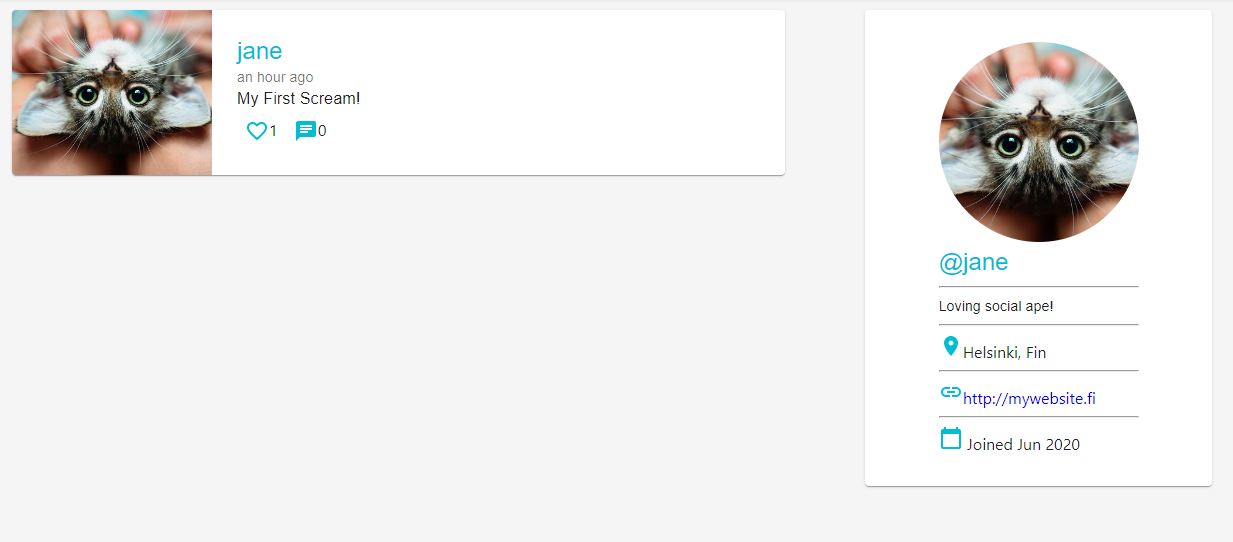 jane
an hour ago
My First Scream!
1 0
@jane
Loving social ape!
Helsinki, Fin
http://mywebsite.fi
Joined Jun 2020